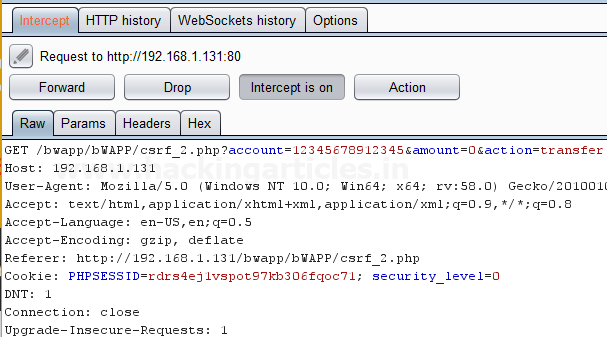 Intercept HTTP history WebSockets history Options
Request to http://192.168.1.131:80
Forward Drop Intercept is on Action
Raw Params Headers Hex
GET /bwapp/bWAPP/csrf_2.php?account=12345678912345&amount=0&action=transfer
Host: 192.168.1.131
www.hackingarticles.in
User-Agent: Mozilla/5.0 (Windows NT 10.0; Win64; x64; rv:58.0) Gecko/2010010
Accept: text/html,application/xhtml+xml,application/xml;q=0.9,*/*;q=0.8
Accept-Language: en-US,en;q=0.5
Accept-Encoding: gzip, deflate
Referer: http://192.168.1.131/bwapp/bWAPP/csrf_2.php
Cookie: PHPSESSID=rdrs4ej1vspot97kb306fqoc71; security_level=0
DNT: 1
Connection: close
Upgrade-Insecure-Requests: 1